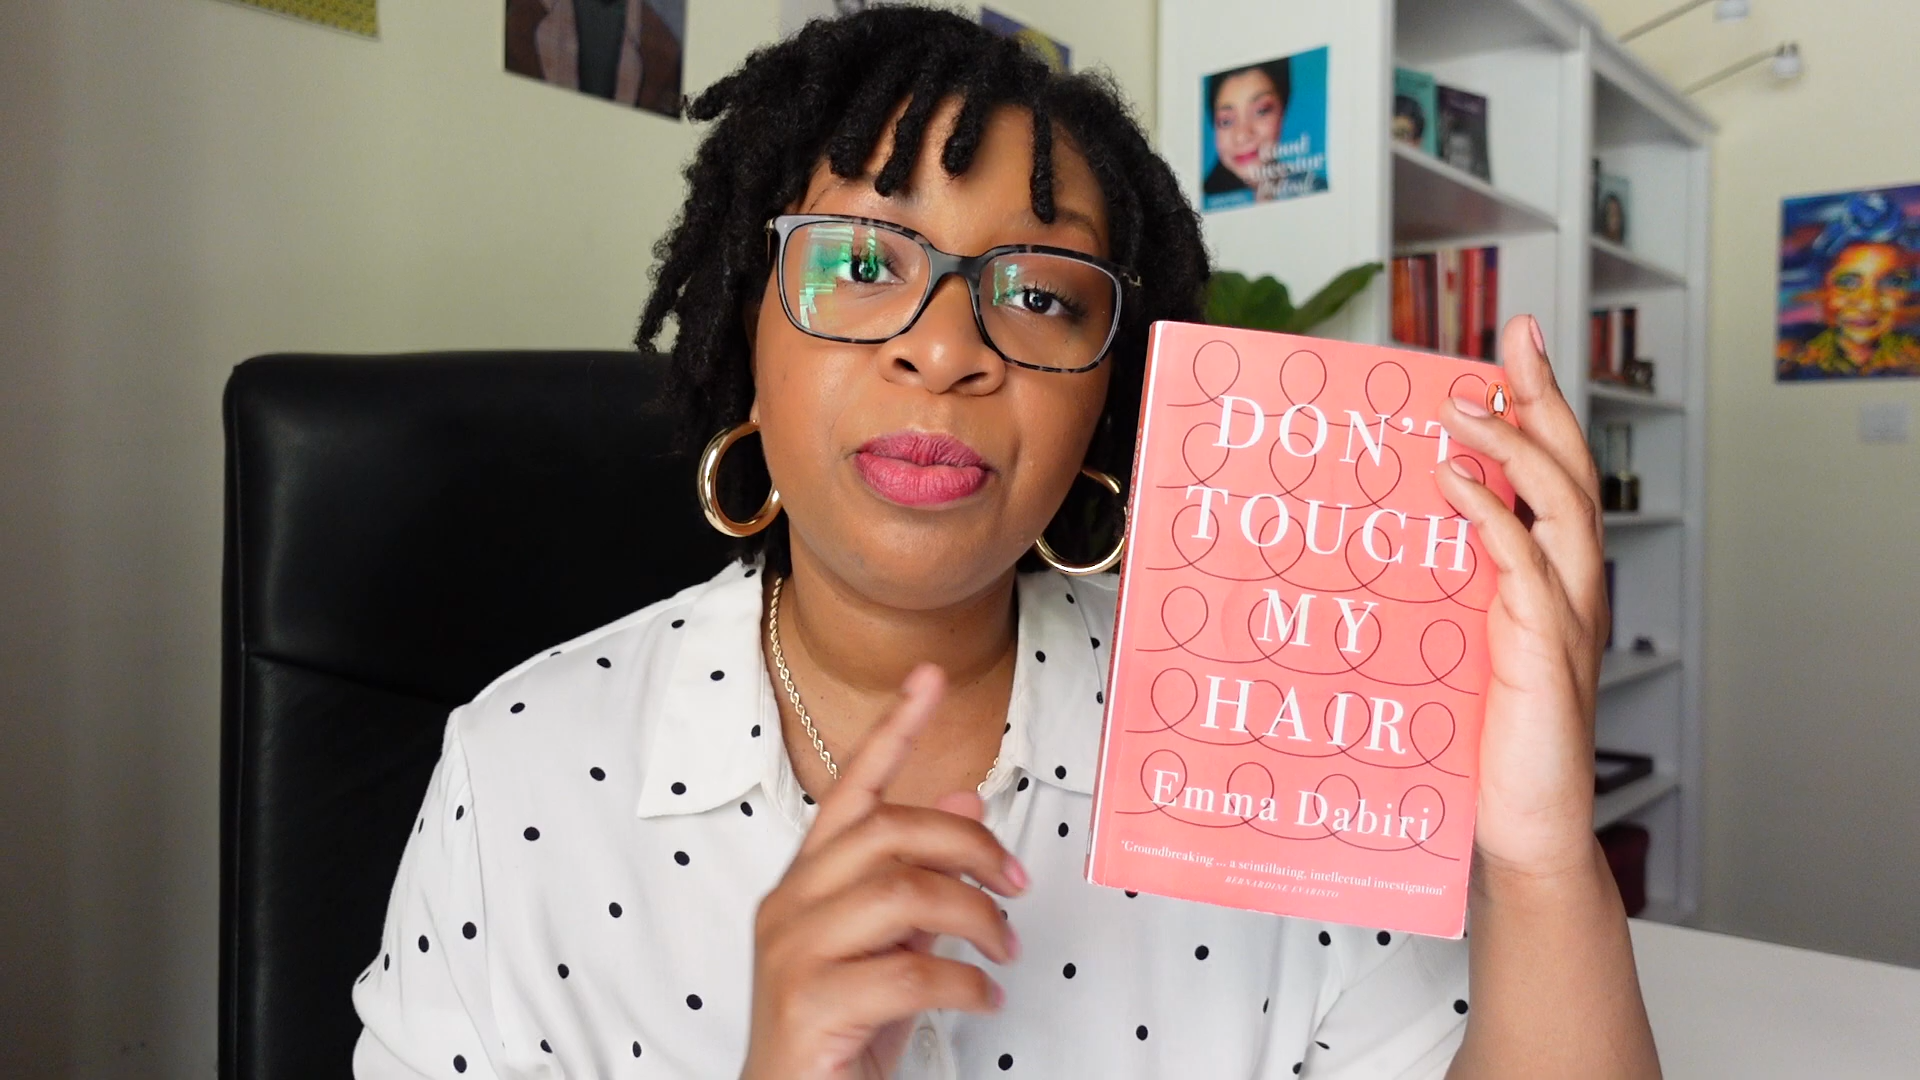 DON'T
TOUCH
MY
HAIR
Emma Dabiri
'Groundbreaking ... a scintillating, intellectual investigation'
BERNARDINE EVARISTO